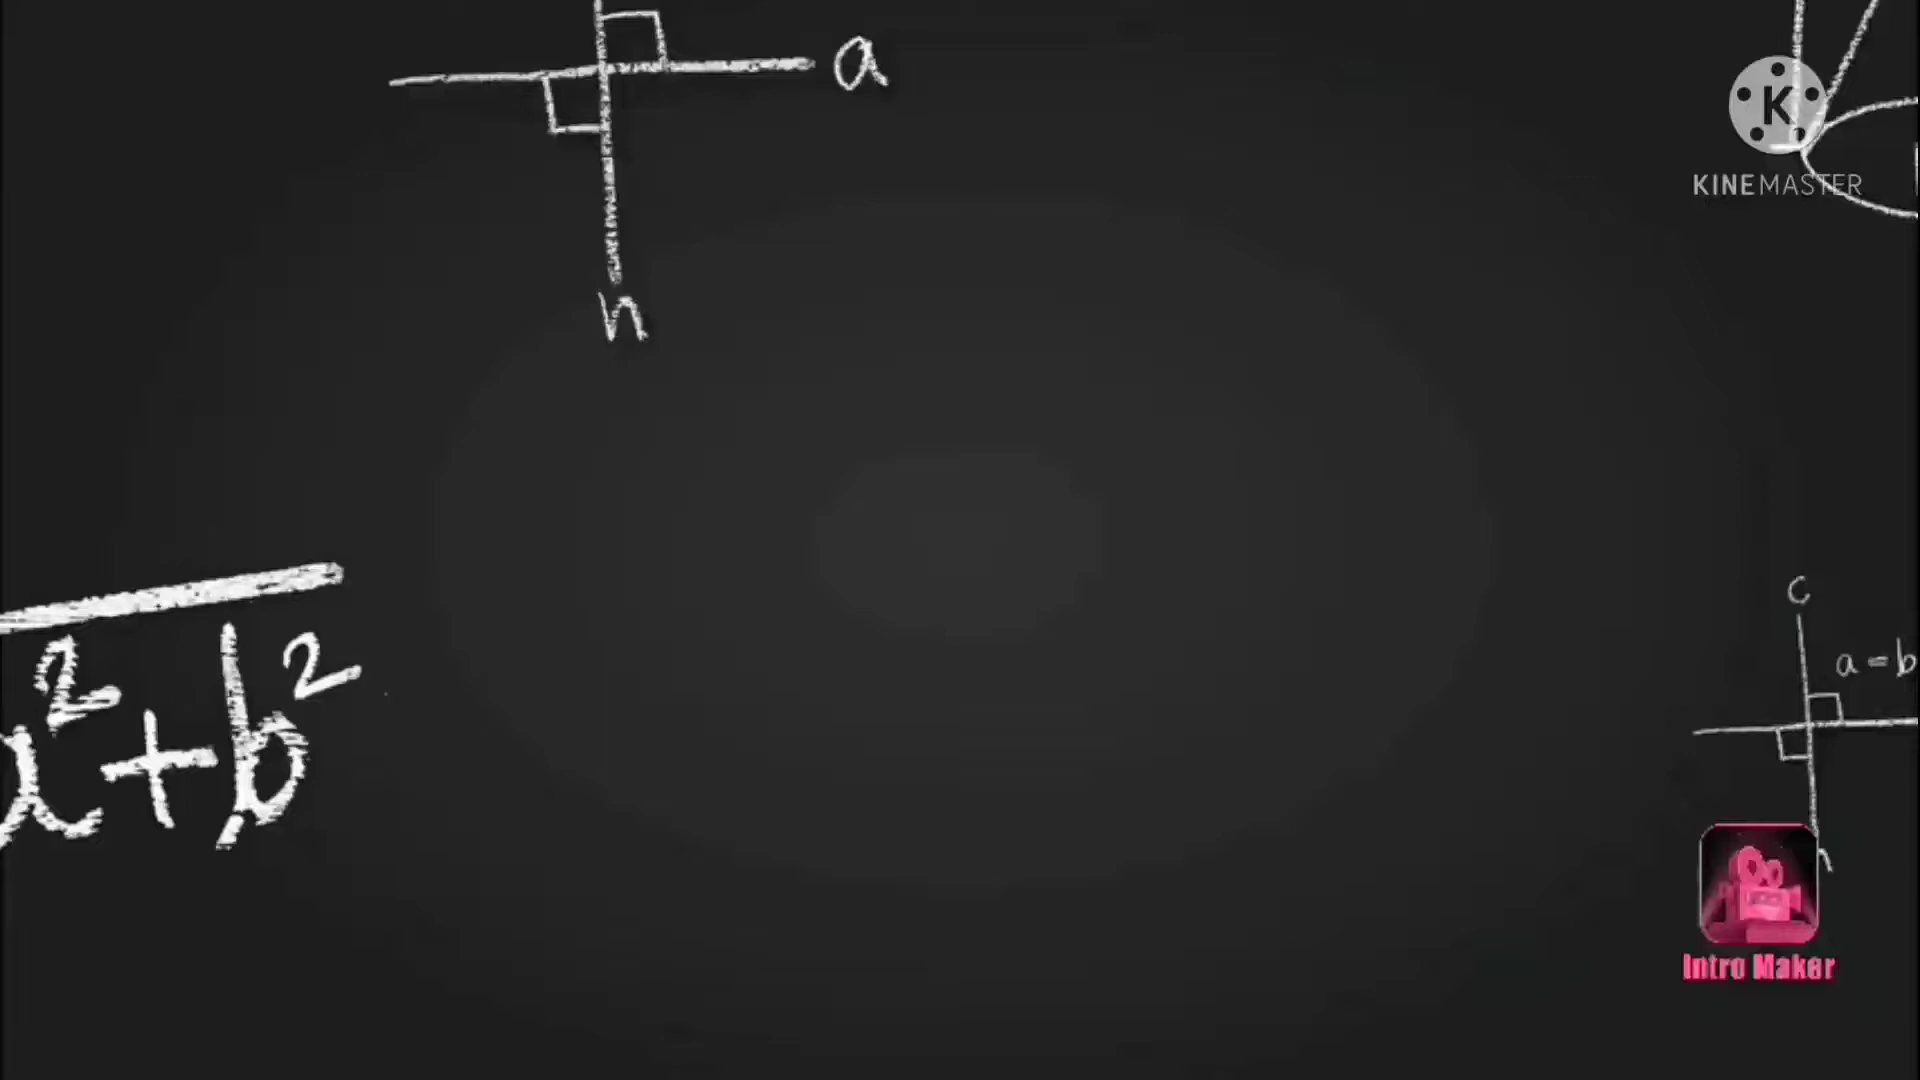 a
K
KINEMASTER
n
c
a = b
a²+b²
n
Intro Maker